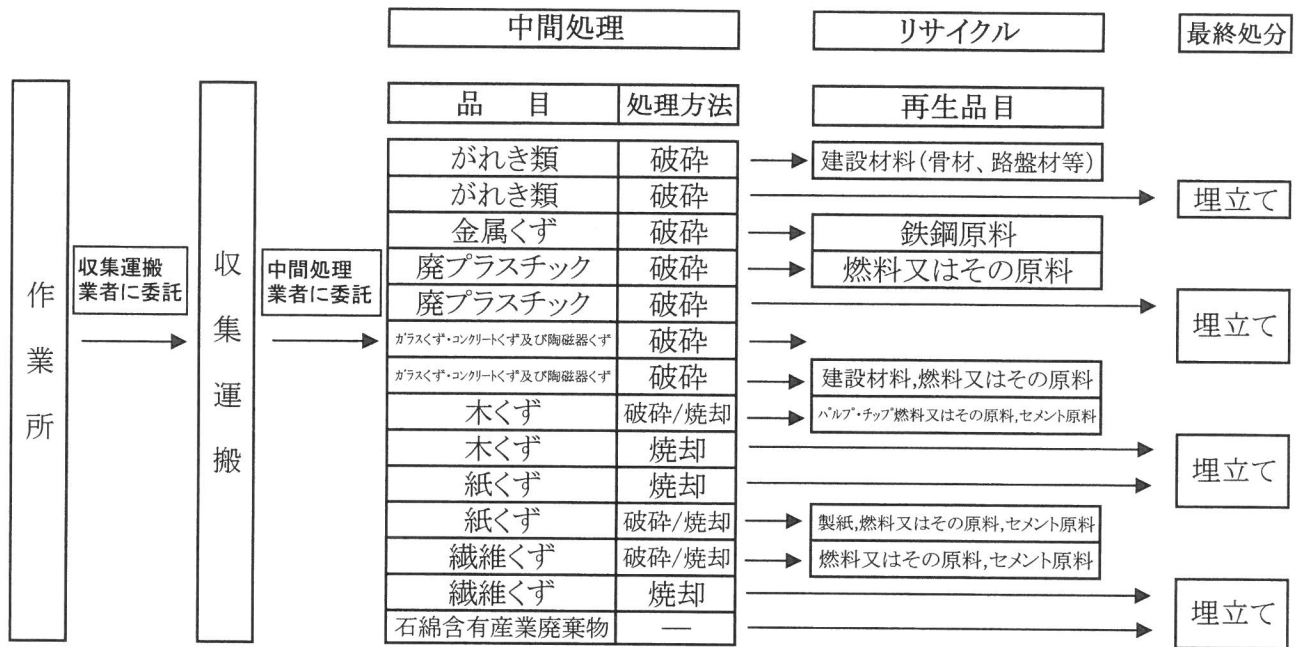 中間処理
リサイクル
最終処分
作業所
収集運搬
業者に委託
収集運搬
中間処理
業者に委託
品 目 処理方法
再生品目
がれき類 破砕 建設材料(骨材、路盤材等)
がれき類 破砕 埋立て
金属くず 破砕 鉄鋼原料
廃プラスチック 破砕 燃料又はその原料
廃プラスチック 破砕 埋立て
ガラスくず・コンクリートくず及び陶磁器くず 破砕
ガラスくず・コンクリートくず及び陶磁器くず 破砕 建設材料,燃料又はその原料
木くず 破砕/焼却 パルプ・チップ燃料又はその原料,セメント原料
木くず 焼却 埋立て
紙くず 焼却
紙くず 破砕/焼却 製紙,燃料又はその原料,セメント原料
繊維くず 破砕/焼却 燃料又はその原料,セメント原料
繊維くず 焼却 埋立て
石綿含有産業廃棄物 ―